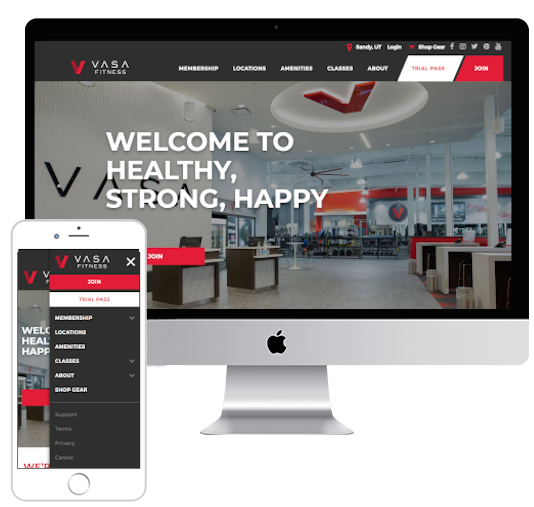 Sandy, UT Login Shop Gear
VASA
FITNESS
MEMBERSHIP LOCATIONS AMENITIES CLASSES ABOUT TRIAL PASS JOIN
WELCOME TO
HEALTHY,
STRONG, HAPPY
VASA
JOIN
VASA
FITNESS
JOIN
TRIAL PASS
MEMBERSHIP
LOCATIONS
AMENITIES
CLASSES
ABOUT
SHOP GEAR
Support
Terms
Privacy
Cancel
WELC
HEAL
HAPP
WE'R